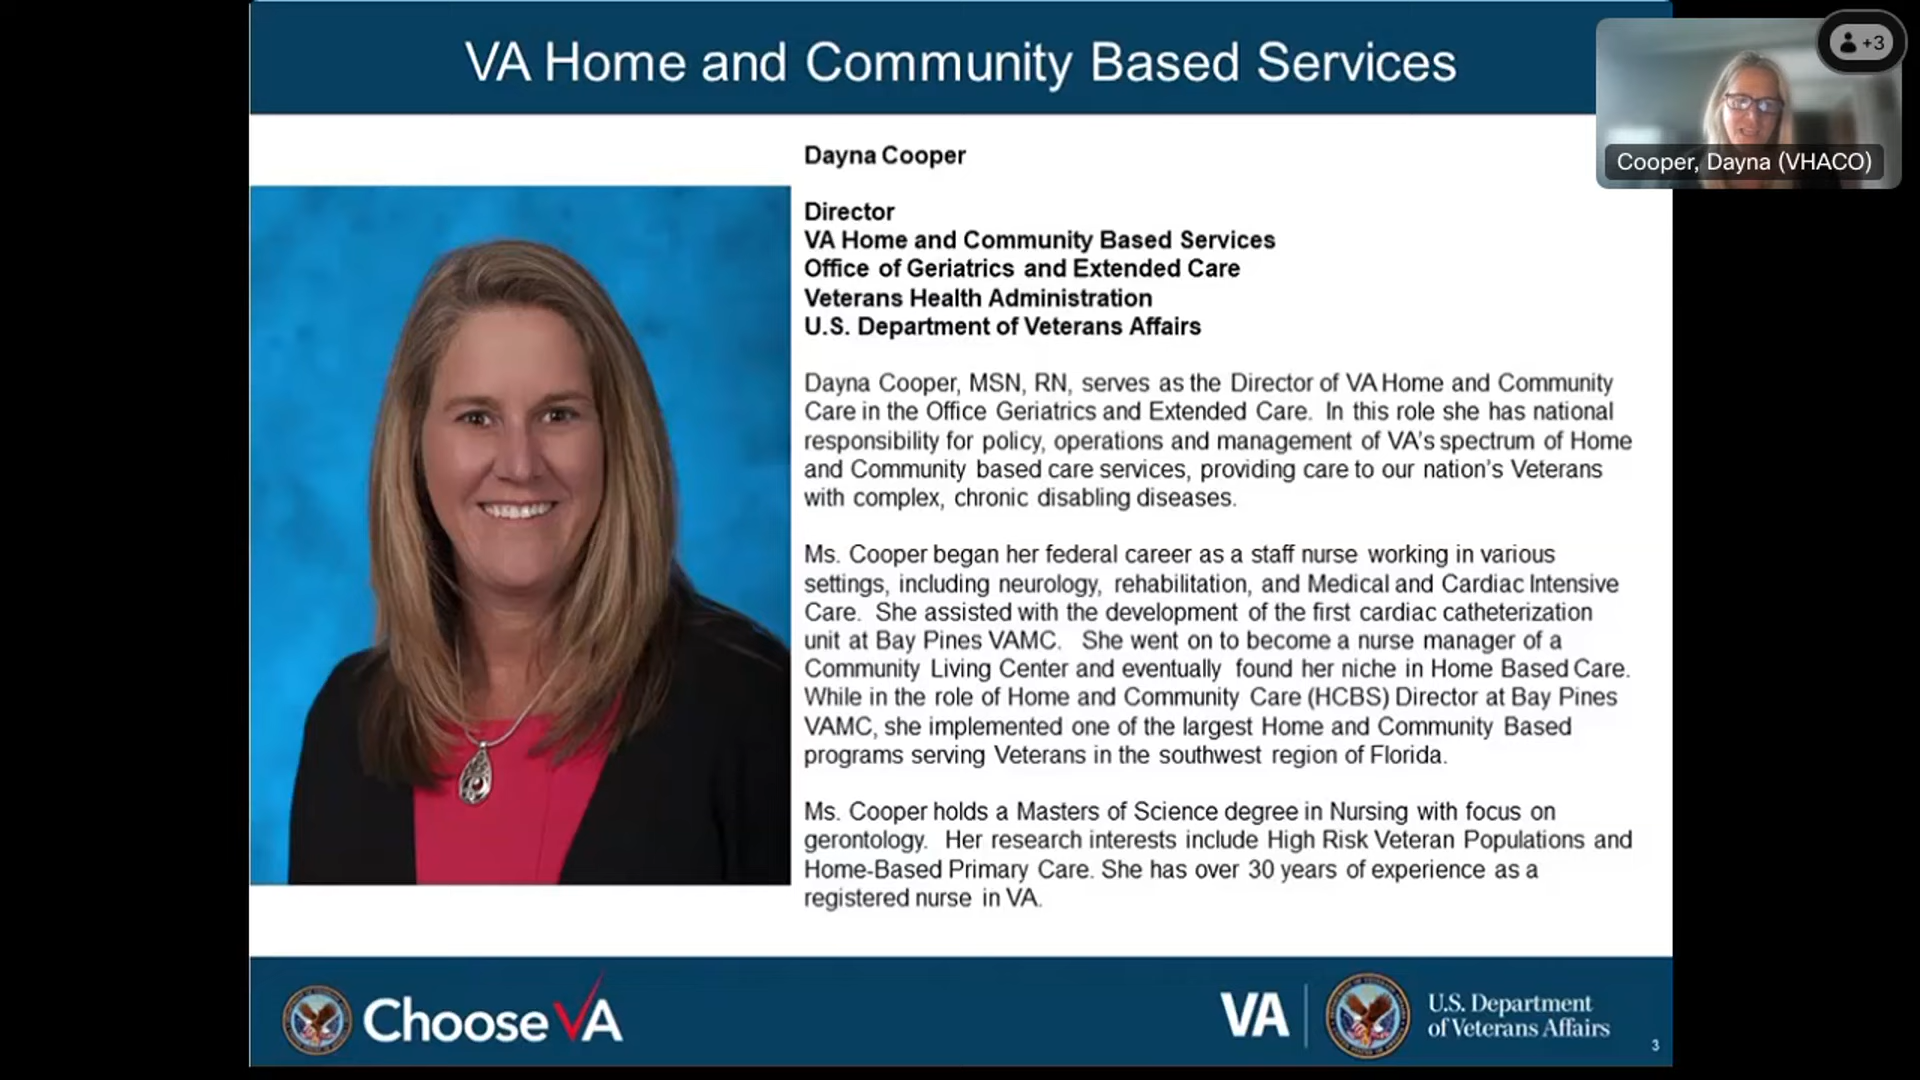 VA Home and Community Based Services
+3
Cooper, Dayna (VHACO)
Dayna Cooper
Director
VA Home and Community Based Services
Office of Geriatrics and Extended Care
Veterans Health Administration
U.S. Department of Veterans Affairs
Dayna Cooper, MSN, RN, serves as the Director of VA Home and Community
Care in the Office Geriatrics and Extended Care. In this role she has national
responsibility for policy, operations and management of VA's spectrum of Home
and Community based care services, providing care to our nation's Veterans
with complex, chronic disabling diseases.
Ms. Cooper began her federal career as a staff nurse working in various
settings, including neurology, rehabilitation, and Medical and Cardiac Intensive
Care. She assisted with the development of the first cardiac catheterization
unit at Bay Pines VAMC. She went on to become a nurse manager of a
Community Living Center and eventually found her niche in Home Based Care.
While in the role of Home and Community Care (HCBS) Director at Bay Pines
VAMC, she implemented one of the largest Home and Community Based
programs serving Veterans in the southwest region of Florida.
Ms. Cooper holds a Masters of Science degree in Nursing with focus on
gerontology. Her research interests include High Risk Veteran Populations and
Home-Based Primary Care. She has over 30 years of experience as a
registered nurse in VA.
Choose VA
VA
U.S. Department
of Veterans Affairs
3